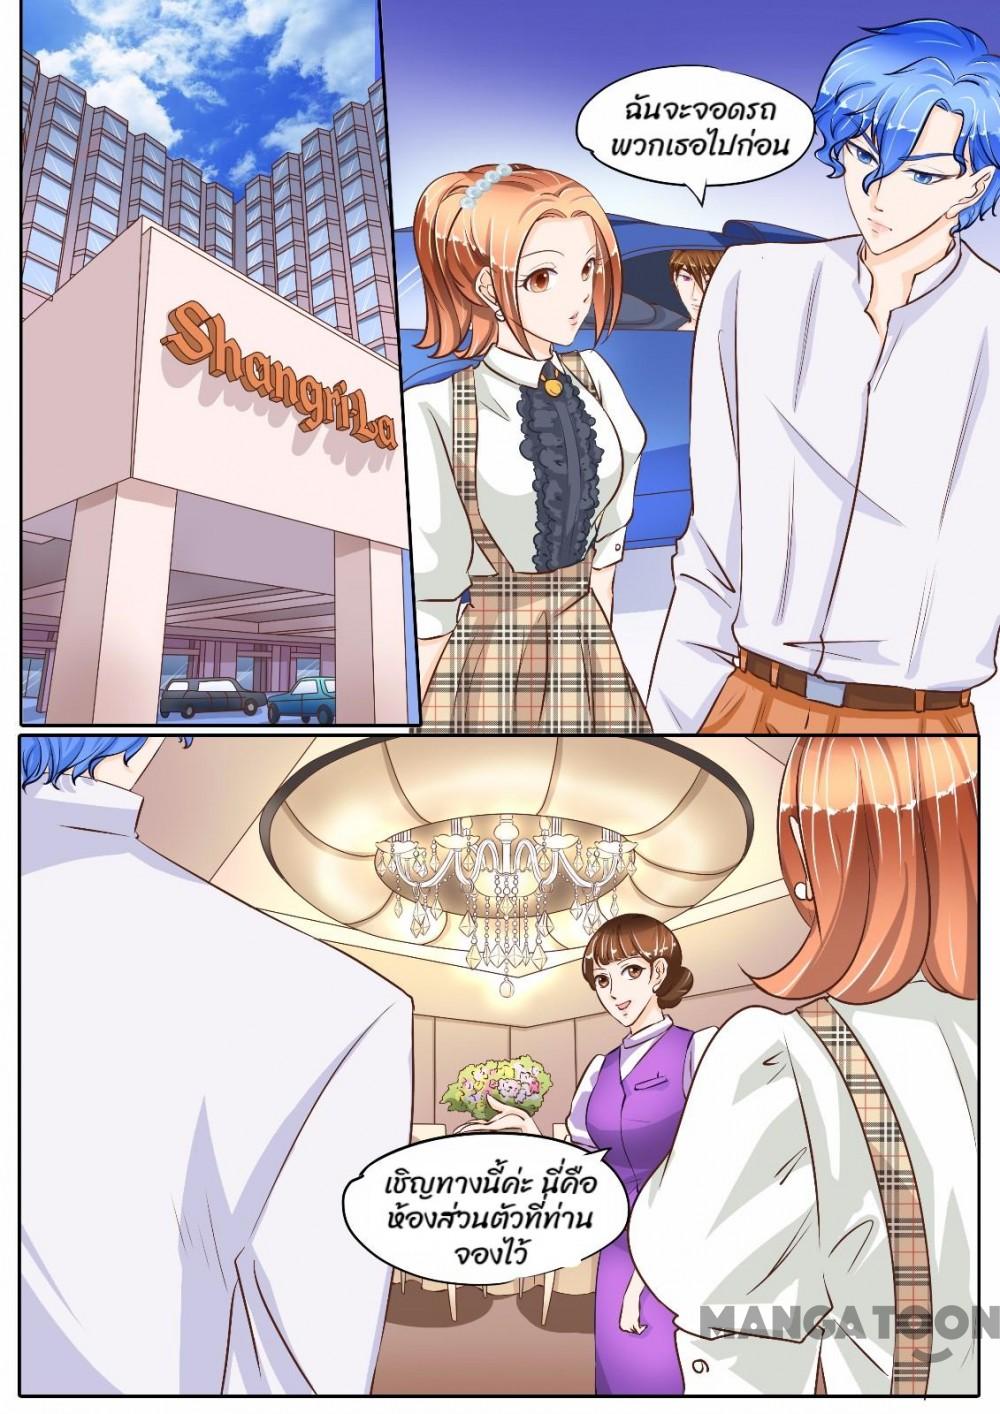 Shangri-La
ฉันจะจอดรถ
พวกเธอไปก่อน
เชิญทางนี้ค่ะ นี่คือ
ห้องส่วนตัวที่ท่าน
จองไว้
MANGATOON